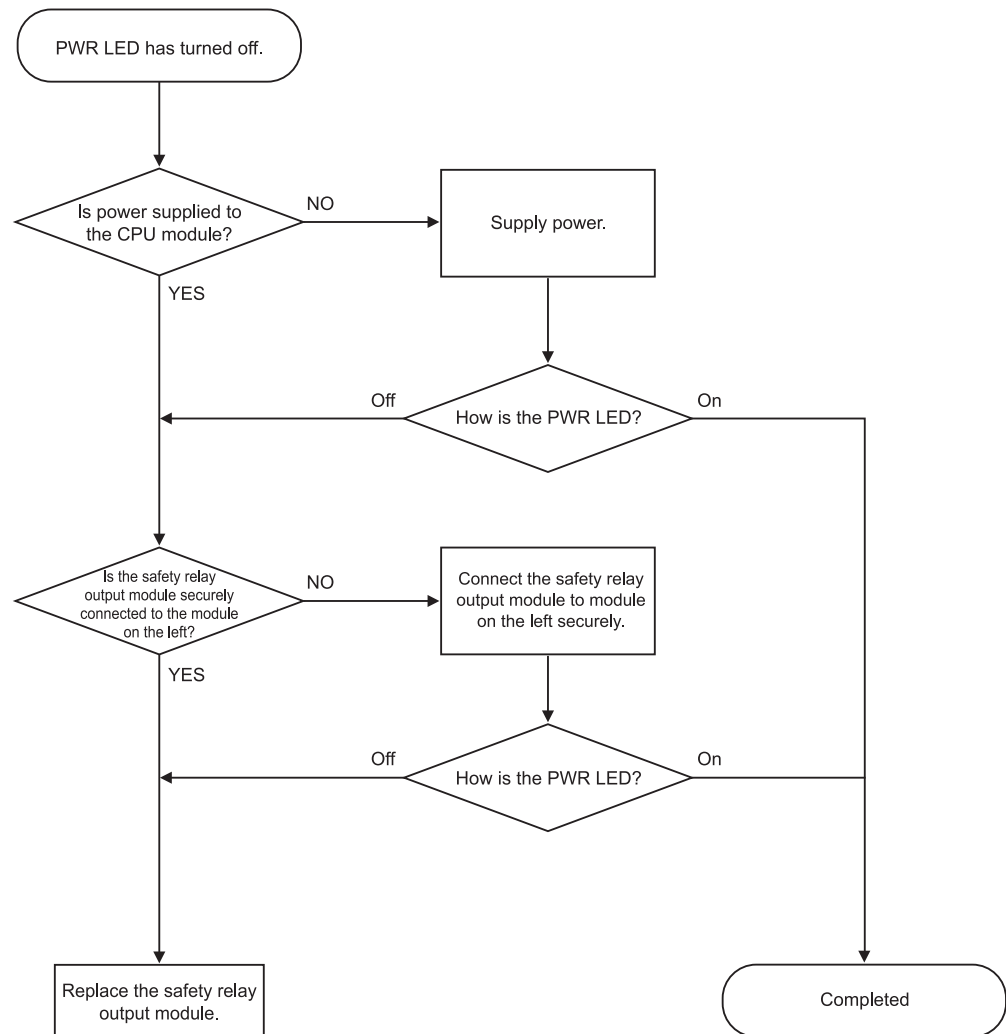 PWR LED has turned off.
Is power supplied to
the CPU module?
NO
Supply power.
YES
Off
How is the PWR LED?
On
Is the safety relay
output module securely
connected to the module
on the left?
NO
Connect the safety relay
output module to module
on the left securely.
YES
Off
How is the PWR LED?
On
Replace the safety relay
output module.
Completed